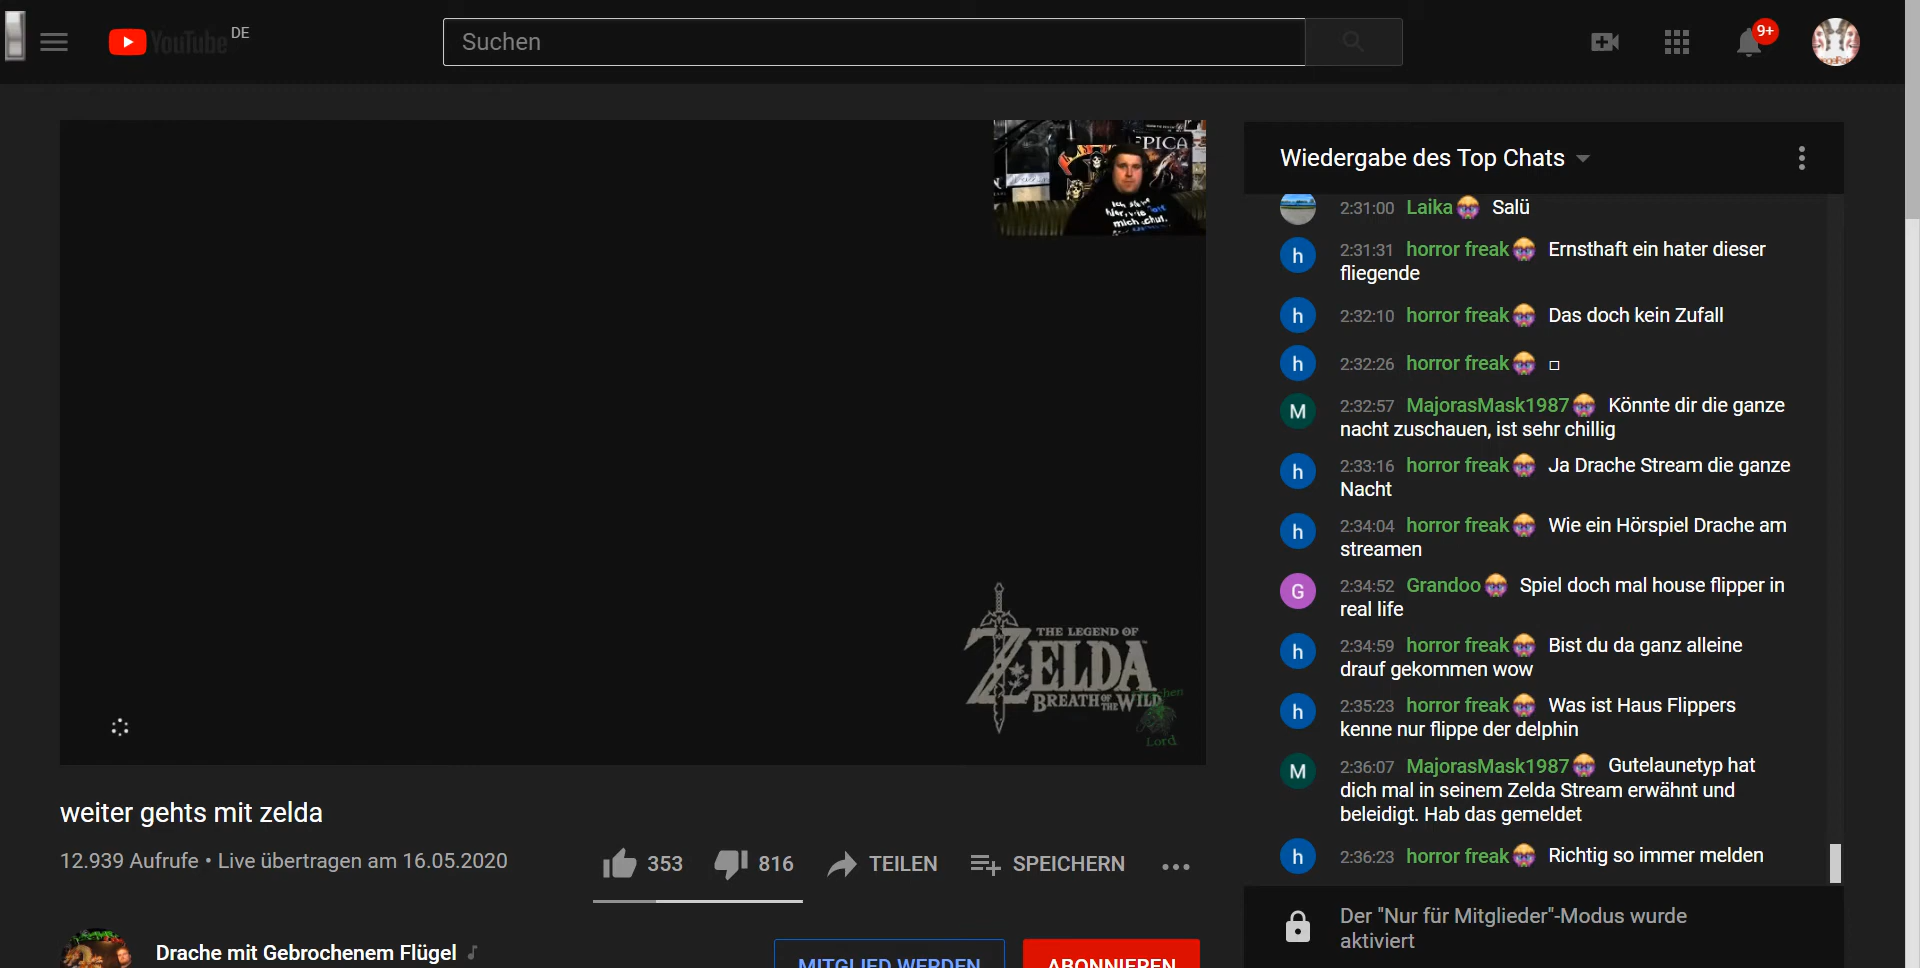 YouTube DE
Suchen
9+
EPICA
Ich stehe
hier, wie
mich
THE LEGEND OF
ZELDA
BREATH OF THE WILD
Lord
weiter gehts mit zelda
12.939 Aufrufe • Live übertragen am 16.05.2020
353 816 TEILEN SPEICHERN
Drache mit Gebrochenem Flügel
MITGLIED WERDEN ABONNIEREN
Wiedergabe des Top Chats
2:31:00 Laika Salü
h 2:31:31 horror freak Ernsthaft ein hater dieser
fliegende
h 2:32:10 horror freak Das doch kein Zufall
h 2:32:26 horror freak
M 2:32:57 MajorasMask1987 Könnte dir die ganze
nacht zuschauen, ist sehr chillig
h 2:33:16 horror freak Ja Drache Stream die ganze
Nacht
h 2:34:04 horror freak Wie ein Hörspiel Drache am
streamen
G 2:34:52 Grandoo Spiel doch mal house flipper in
real life
h 2:34:59 horror freak Bist du da ganz alleine
drauf gekommen wow
h 2:35:23 horror freak Was ist Haus Flippers
kenne nur flippe der delphin
M 2:36:07 MajorasMask1987 Gutelaunetyp hat
dich mal in seinem Zelda Stream erwähnt und
beleidigt. Hab das gemeldet
h 2:36:23 horror freak Richtig so immer melden
Der "Nur für Mitglieder"-Modus wurde
aktiviert